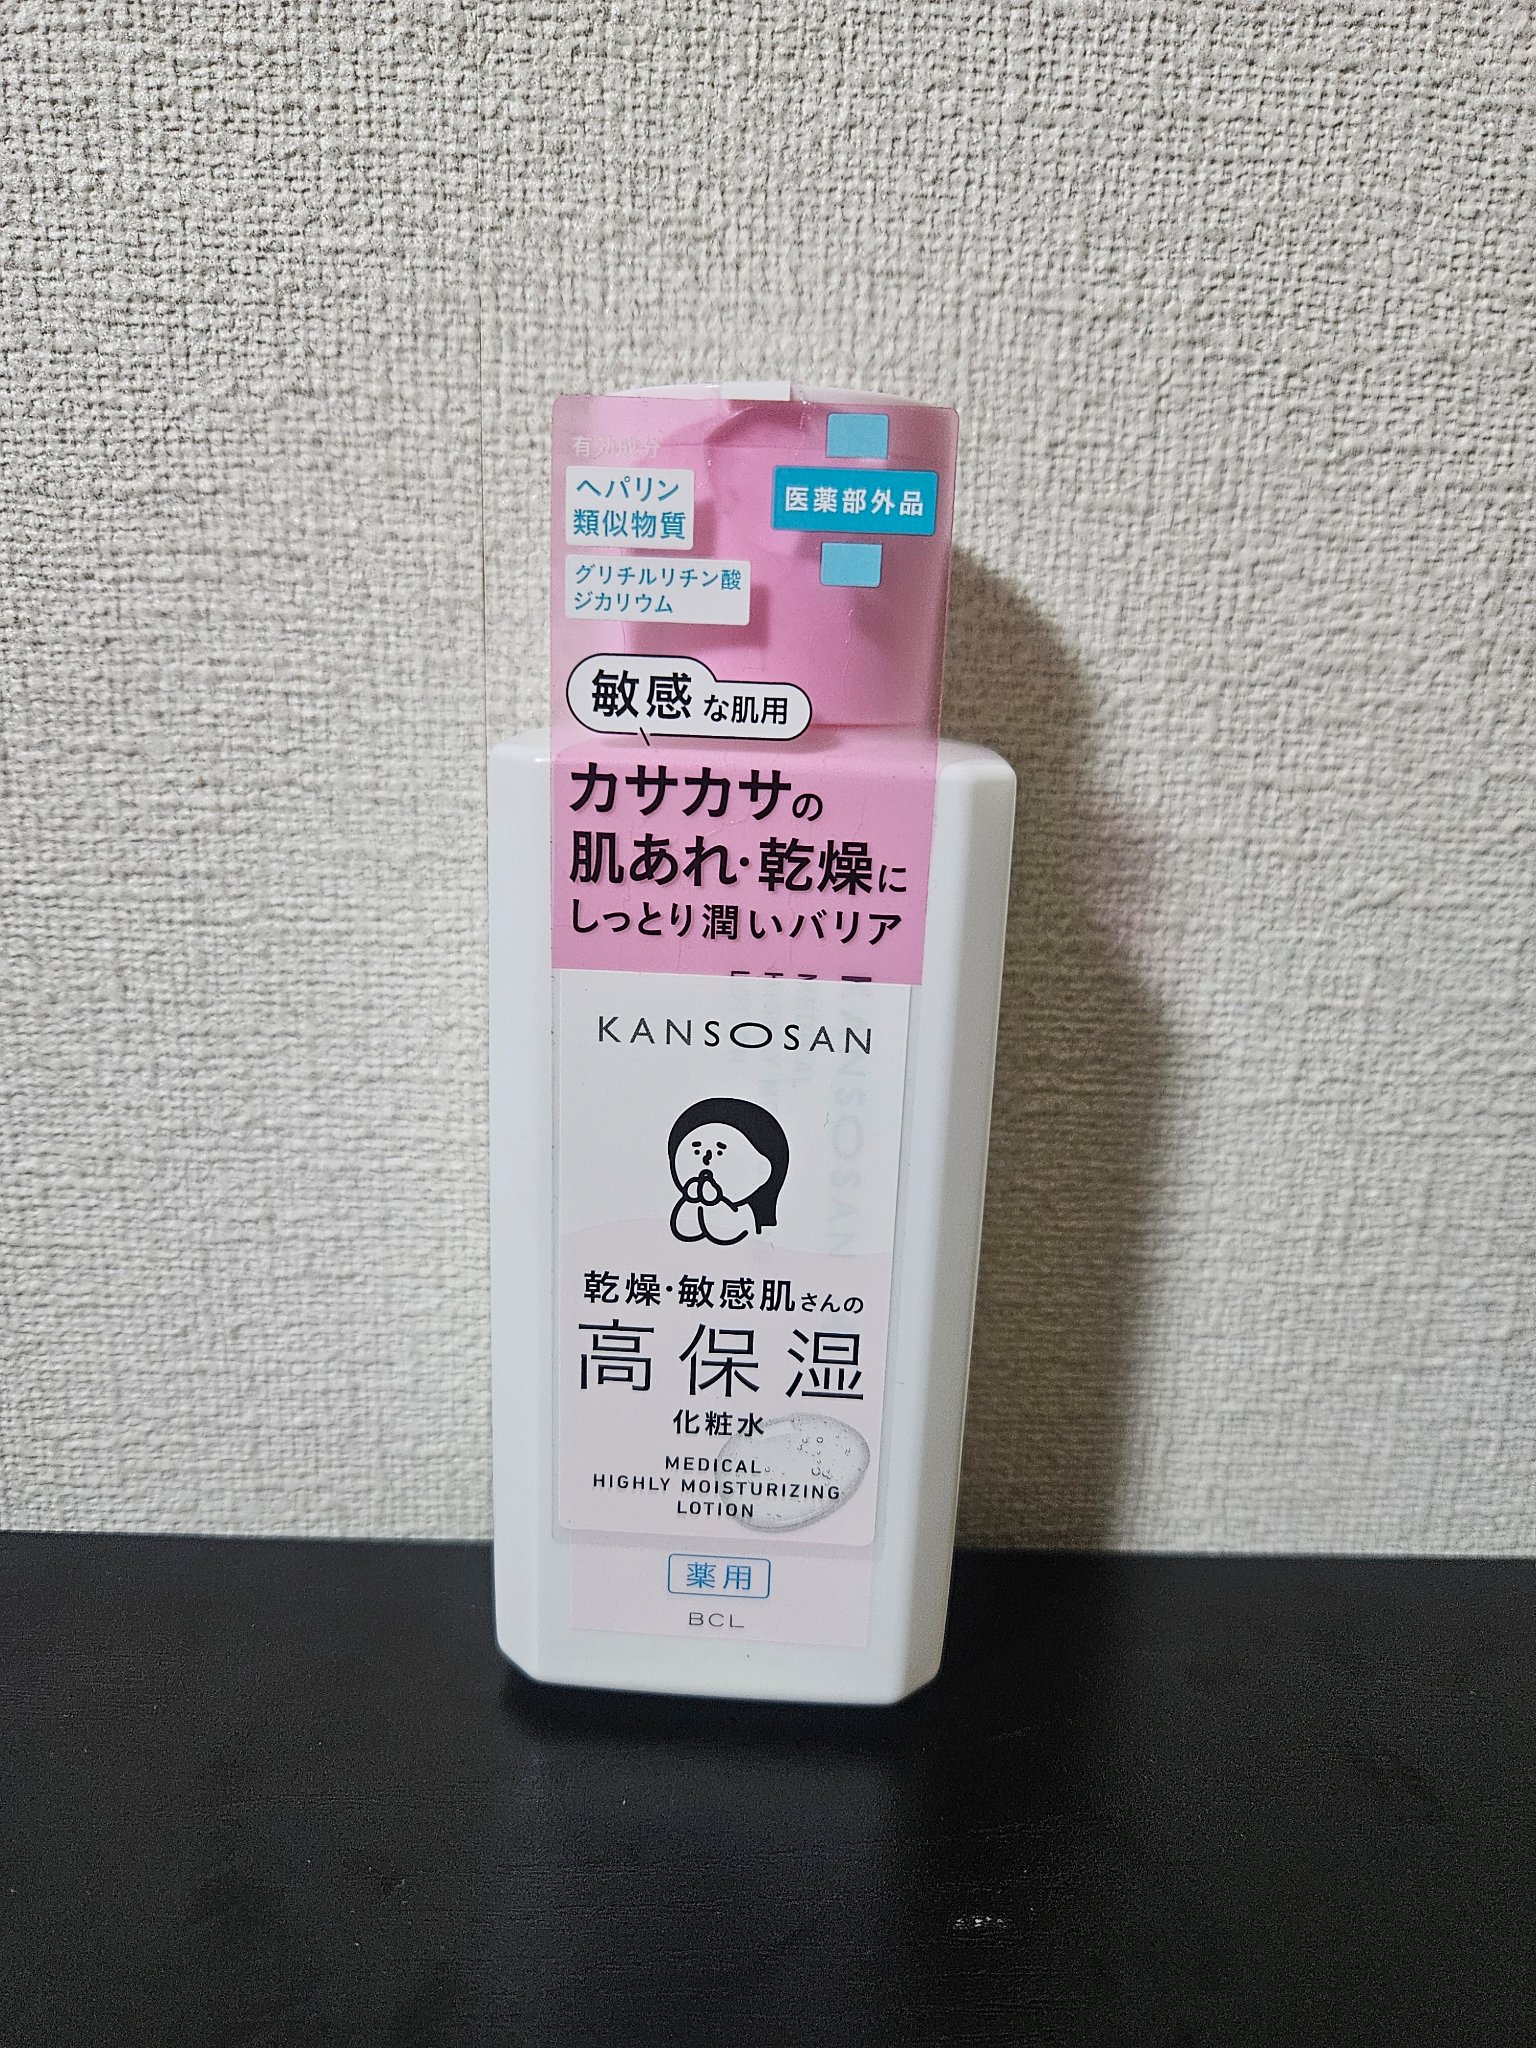 有効成分
ヘパリン
類似物質
グリチルリチン酸
ジカリウム
医薬部外品
敏感な肌用
カサカサの
肌あれ・乾燥に
しっとり潤いバリア
KANSOSAN
乾燥・敏感肌さんの
高保湿
化粧水
MEDICAL
HIGHLY MOISTURIZING
LOTION
薬用
BCL